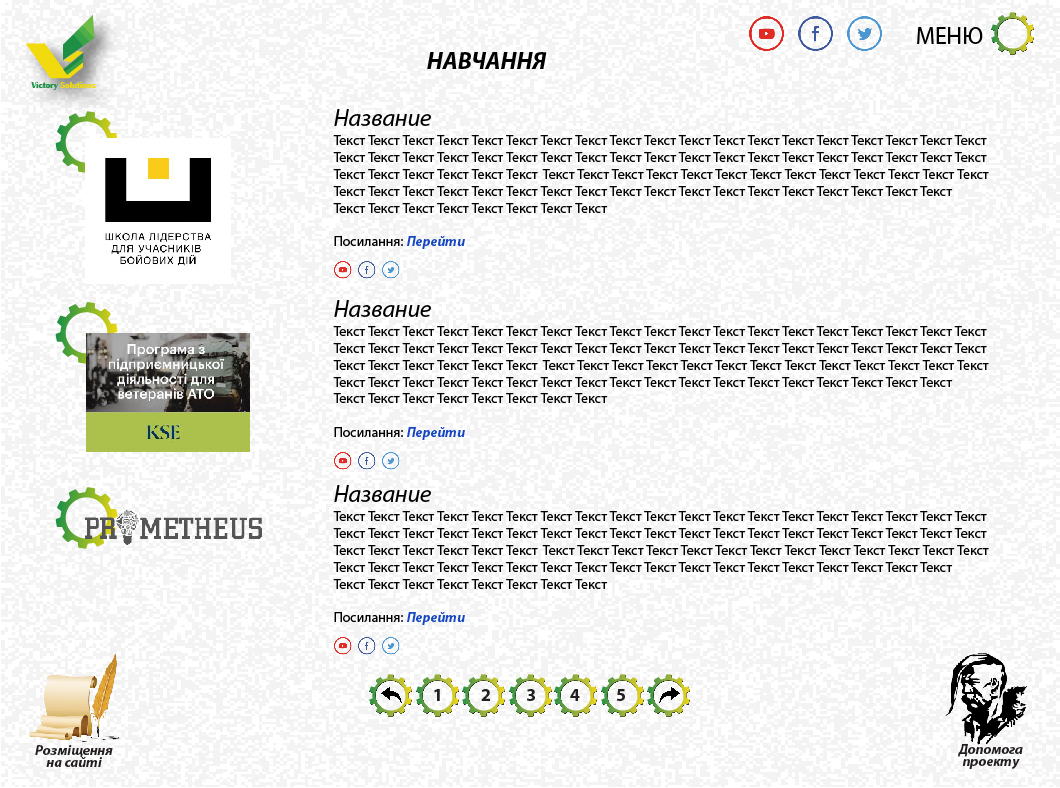 Victory Solutions
МЕНЮ
НАВЧАННЯ
Название
Текст Текст Текст Текст Текст Текст Текст Текст Текст Текст Текст Текст Текст Текст Текст Текст Текст Текст Текст
Текст Текст Текст Текст Текст Текст Текст Текст Текст Текст Текст Текст Текст Текст Текст Текст Текст Текст Текст
Текст Текст Текст Текст Текст Текст Текст Текст Текст Текст Текст Текст Текст Текст Текст Текст Текст Текст Текст
Текст Текст Текст Текст Текст Текст Текст Текст Текст Текст Текст Текст Текст Текст Текст Текст Текст Текст
Текст Текст Текст Текст Текст Текст Текст Текст
Посилання: Перейти
ШКОЛА ЛІДЕРСТВА
ДЛЯ УЧАСНИКІВ
БОЙОВИХ ДІЙ
Название
Текст Текст Текст Текст Текст Текст Текст Текст Текст Текст Текст Текст Текст Текст Текст Текст Текст Текст Текст
Текст Текст Текст Текст Текст Текст Текст Текст Текст Текст Текст Текст Текст Текст Текст Текст Текст Текст Текст
Текст Текст Текст Текст Текст Текст Текст Текст Текст Текст Текст Текст Текст Текст Текст Текст Текст Текст Текст
Текст Текст Текст Текст Текст Текст Текст Текст Текст Текст Текст Текст Текст Текст Текст Текст Текст Текст
Текст Текст Текст Текст Текст Текст Текст Текст
Посилання: Перейти
Програма з
підприємницької
діяльності для
ветеранів АТО
KSE
Название
Текст Текст Текст Текст Текст Текст Текст Текст Текст Текст Текст Текст Текст Текст Текст Текст Текст Текст Текст
Текст Текст Текст Текст Текст Текст Текст Текст Текст Текст Текст Текст Текст Текст Текст Текст Текст Текст Текст
Текст Текст Текст Текст Текст Текст Текст Текст Текст Текст Текст Текст Текст Текст Текст Текст Текст Текст Текст
Текст Текст Текст Текст Текст Текст Текст Текст Текст Текст Текст Текст Текст Текст Текст Текст Текст Текст
Текст Текст Текст Текст Текст Текст Текст Текст
Посилання: Перейти
PROMETHEUS
1 2 3 4 5
Розміщення
на сайті
Допомога
проекту